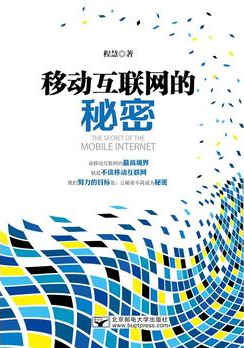 程慧◎著
移动互联网的
秘密
THE SECRET OF THE
MOBILE INTERNET
谈移动互联网的最高境界
就是不谈移动互联网
我们努力的目标是：让秘密不再成为秘密
北京邮电大学出版社
www.buptpress.com